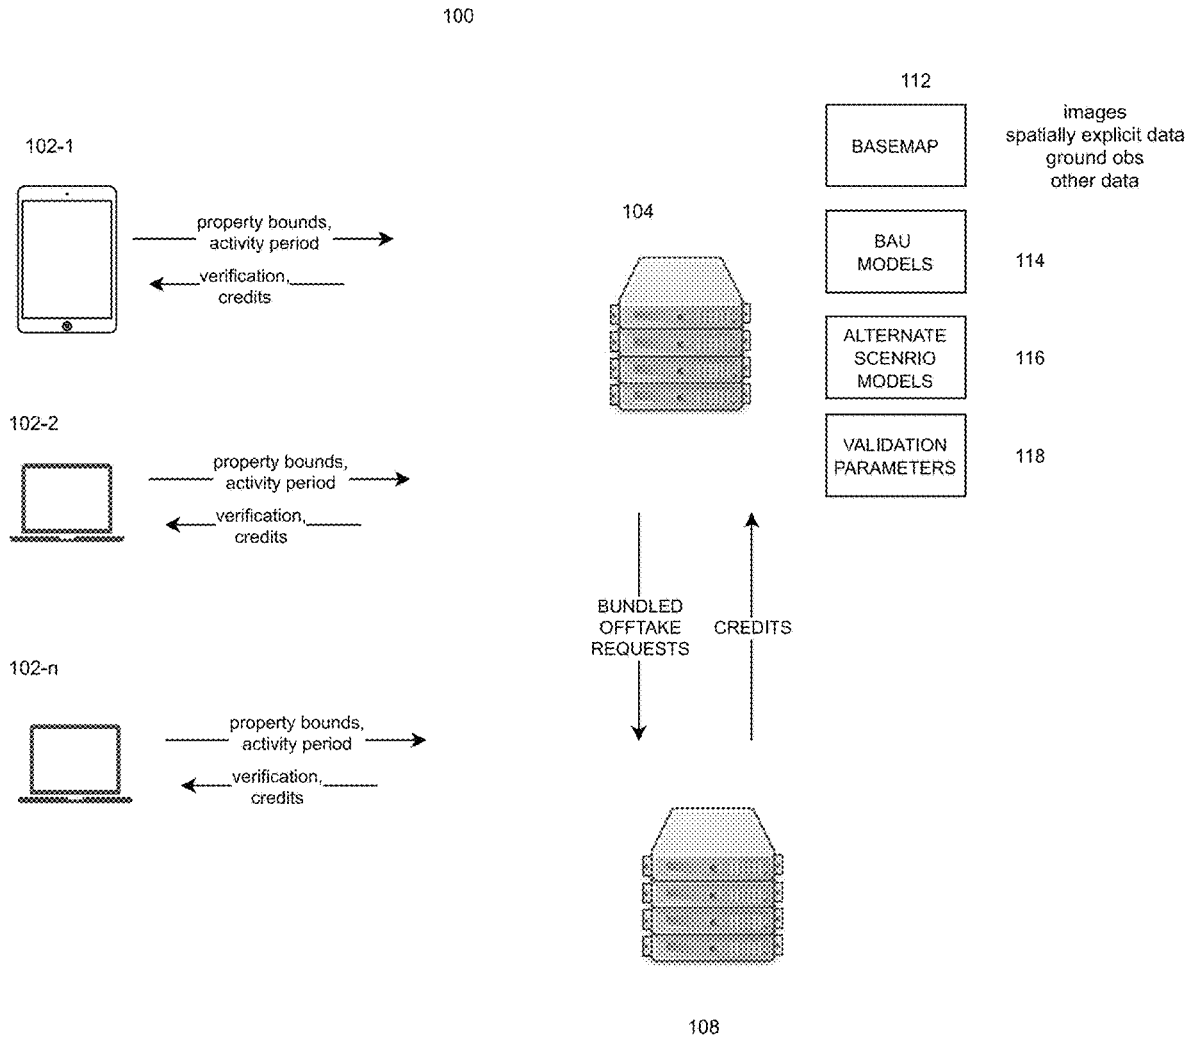 100
112
BASEMAP
images
spatially explicit data
ground obs
other data
102-1
property bounds,
activity period
verification,
credits
104
BAU
MODELS
114
ALTERNATE
SCENRIO
MODELS
116
VALIDATION
PARAMETERS
118
102-2
property bounds,
activity period
verification,
credits
BUNDLED
OFFTAKE
REQUESTS
CREDITS
102-n
property bounds,
activity period
verification,
credits
108